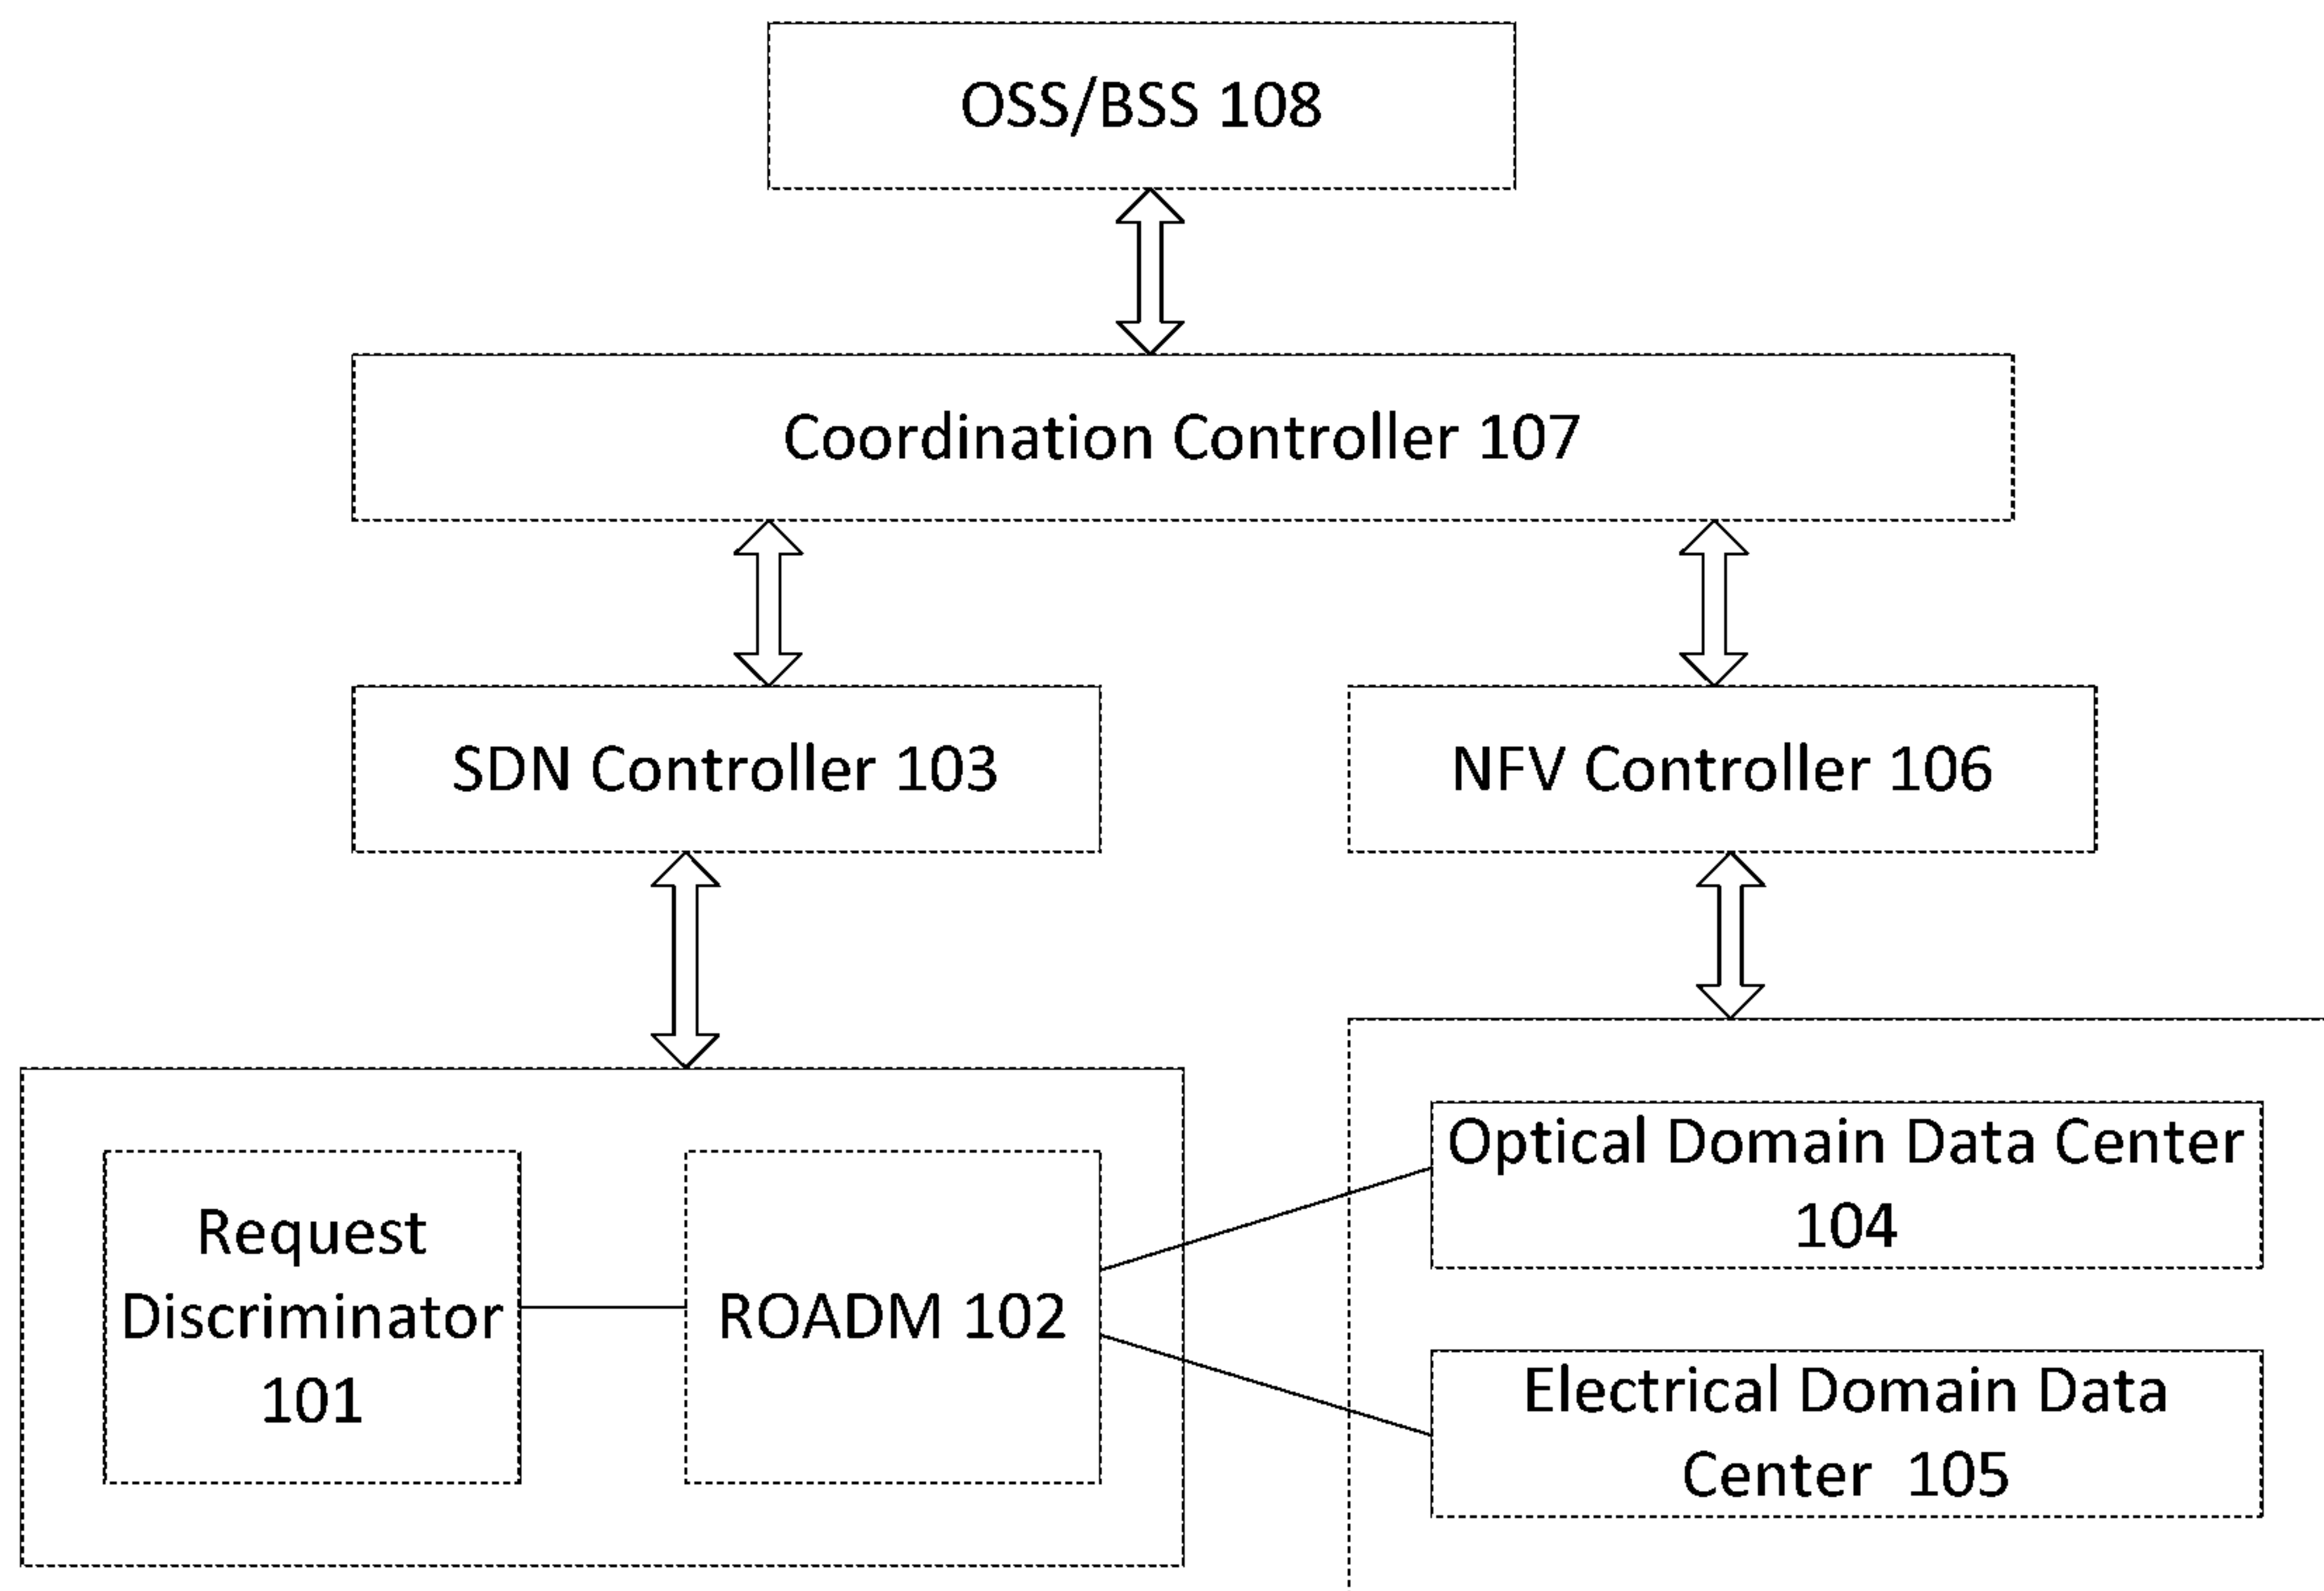 OSS/BSS 108
Coordination Controller 107
SDN Controller 103
NFV Controller 106
Request
Discriminator
101
ROADM 102
Optical Domain Data Center
104
Electrical Domain Data
Center 105